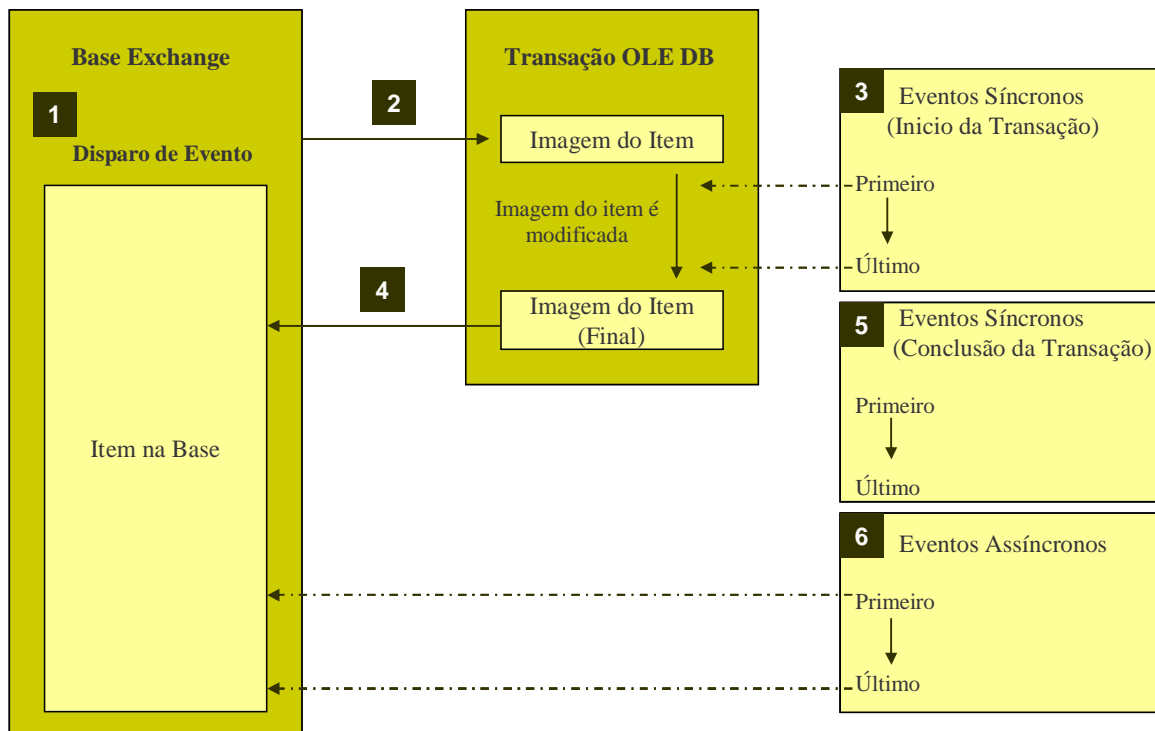 Base Exchange
1
Disparo de Evento
Item na Base
2
Transação OLE DB
Imagem do Item
Imagem do item é
modificada
4
Imagem do Item
(Final)
3
Eventos Síncronos
(Inicio da Transação)
Primeiro
Último
5
Eventos Síncronos
(Conclusão da Transação)
Primeiro
Último
6
Eventos Assíncronos
Primeiro
Último